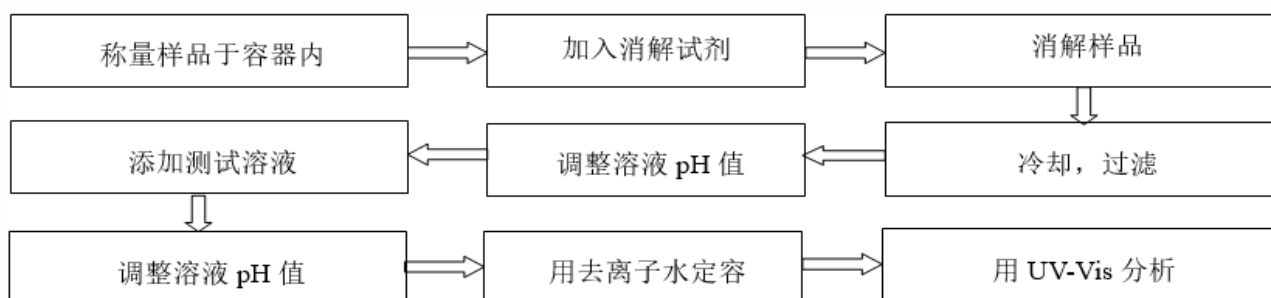 称量样品于容器内
加入消解试剂
消解样品
添加测试溶液
调整溶液 pH 值
冷却，过滤
调整溶液 pH 值
用去离子水定容
用 UV-Vis 分析